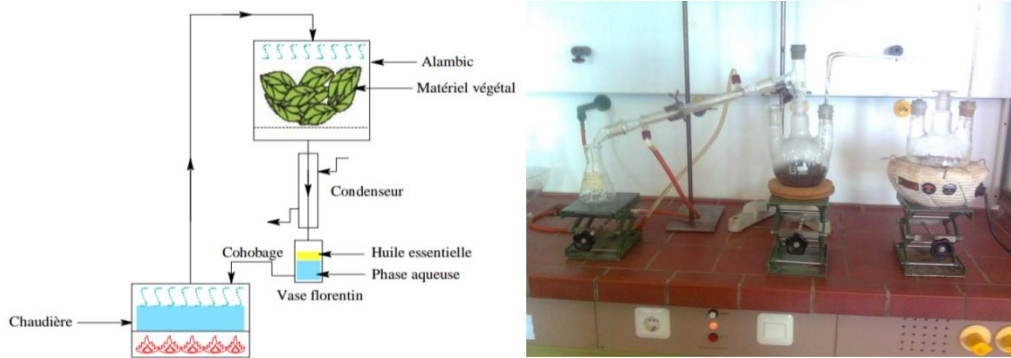 Alambic
Matériel végétal
Condenseur
Cohobage
Huile essentielle
Phase aqueuse
Vase florentin
Chaudière